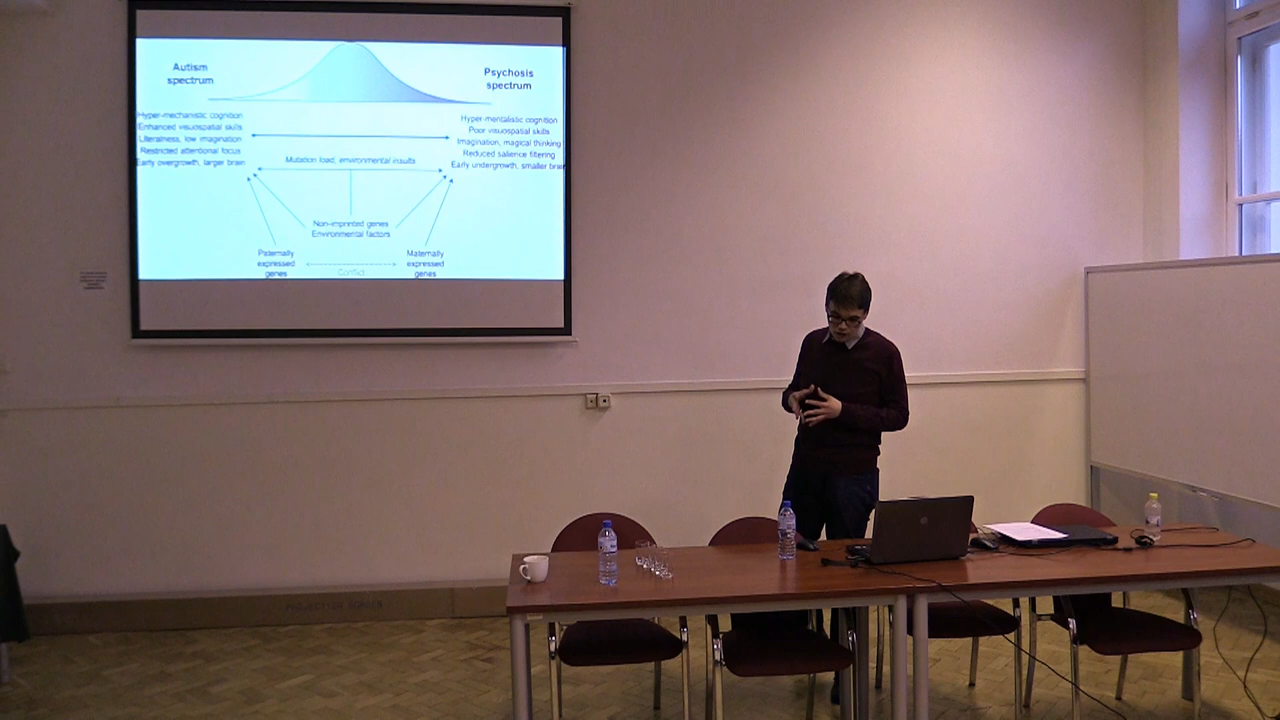 Autism
spectrum
Psychosis
spectrum
Hyper-mechanistic cognition
Enhanced visuospatial skills
Literalness, low imagination
Restricted attentional focus
Early overgrowth, larger brain
Hyper-mentalistic cognition
Poor visuospatial skills
Imagination, magical thinking
Reduced salience filtering
Early undergrowth, smaller brain
Mutation load, environmental insults
Non-imprinted genes
Environmental factors
Paternally
expressed
genes
Conflict
Maternally
expressed
genes
PROJECTION SCREEN